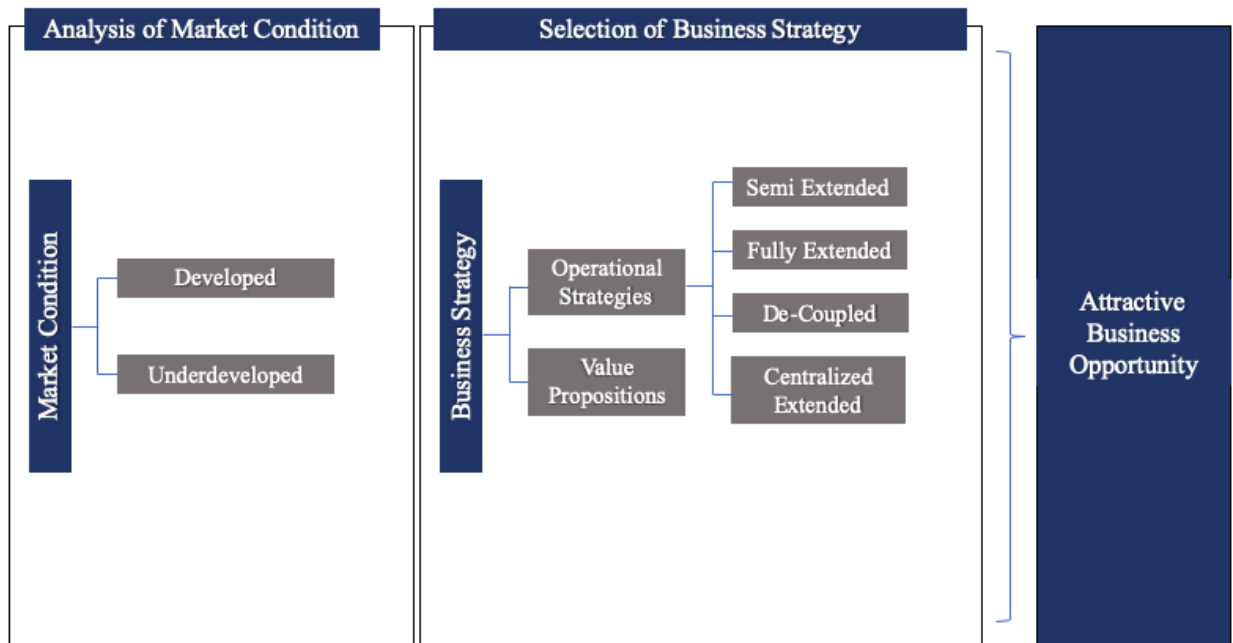 Analysis of Market Condition
Selection of Business Strategy
Market Condition
Developed
Underdeveloped
Business Strategy
Operational
Strategies
Value
Propositions
Semi Extended
Fully Extended
De-Coupled
Centralized
Extended
Attractive
Business
Opportunity